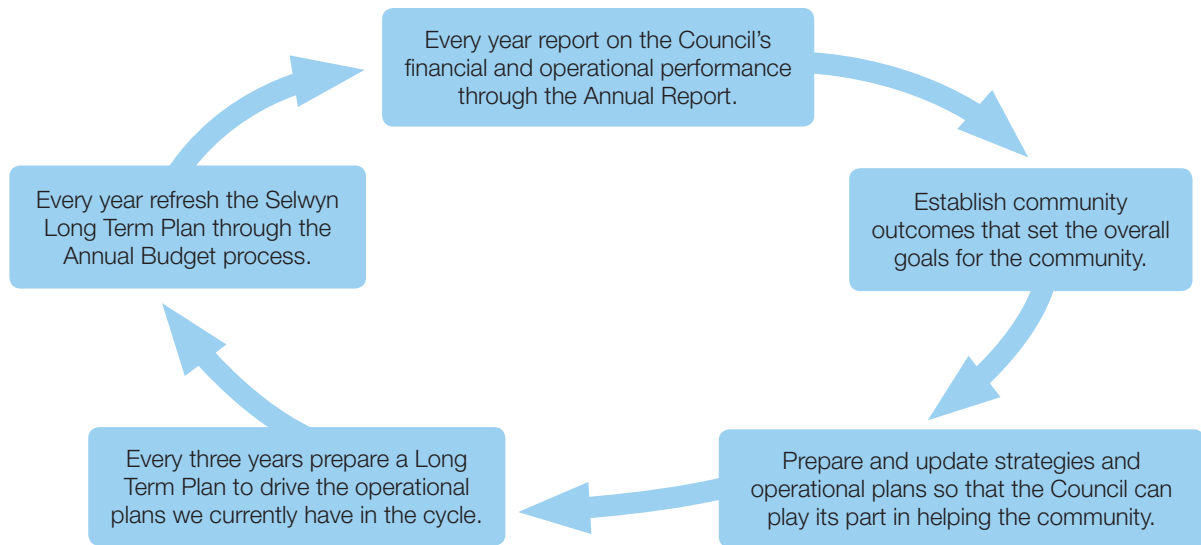 Every year report on the Council’s
financial and operational performance
through the Annual Report.
Establish community
outcomes that set the overall
goals for the community.
Prepare and update strategies and
operational plans so that the Council can
play its part in helping the community.
Every three years prepare a Long
Term Plan to drive the operational
plans we currently have in the cycle.
Every year refresh the Selwyn
Long Term Plan through the
Annual Budget process.